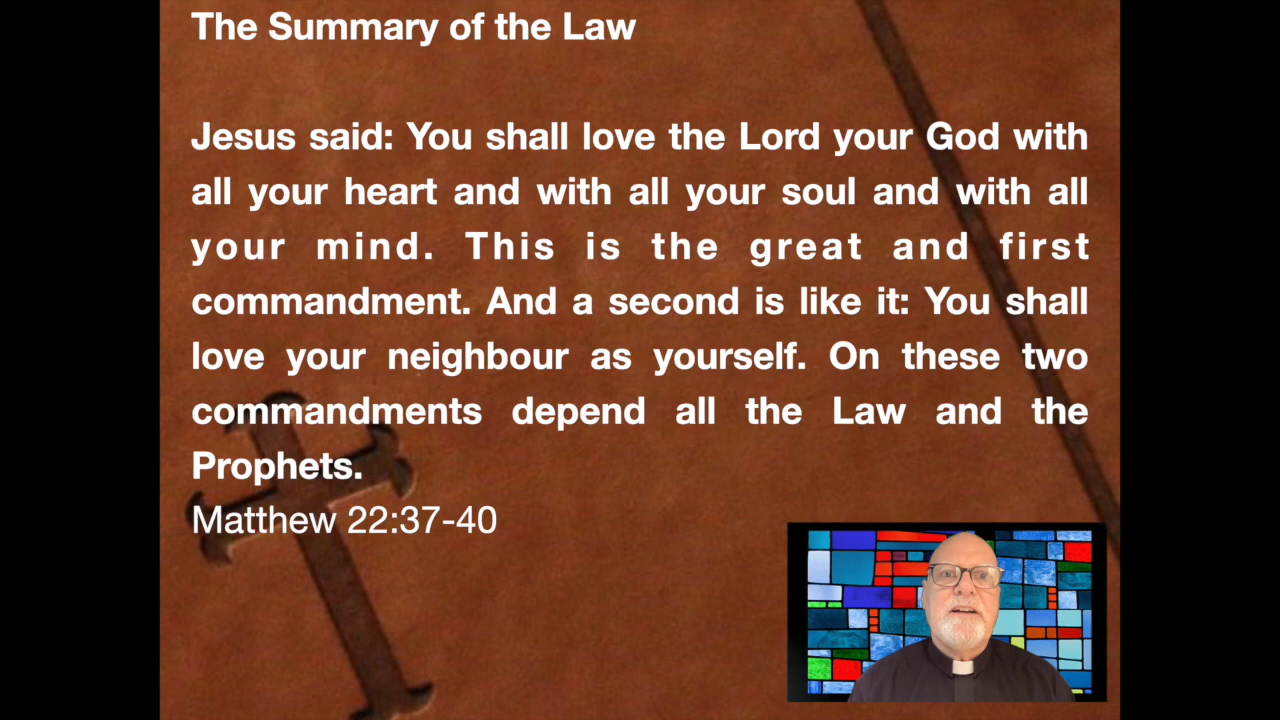 The Summary of the Law
Jesus said: You shall love the Lord your God with
all your heart and with all your soul and with all
your mind. This is the great and first
commandment. And a second is like it: You shall
love your neighbour as yourself. On these two
commandments depend all the Law and the
Prophets.
Matthew 22:37-40